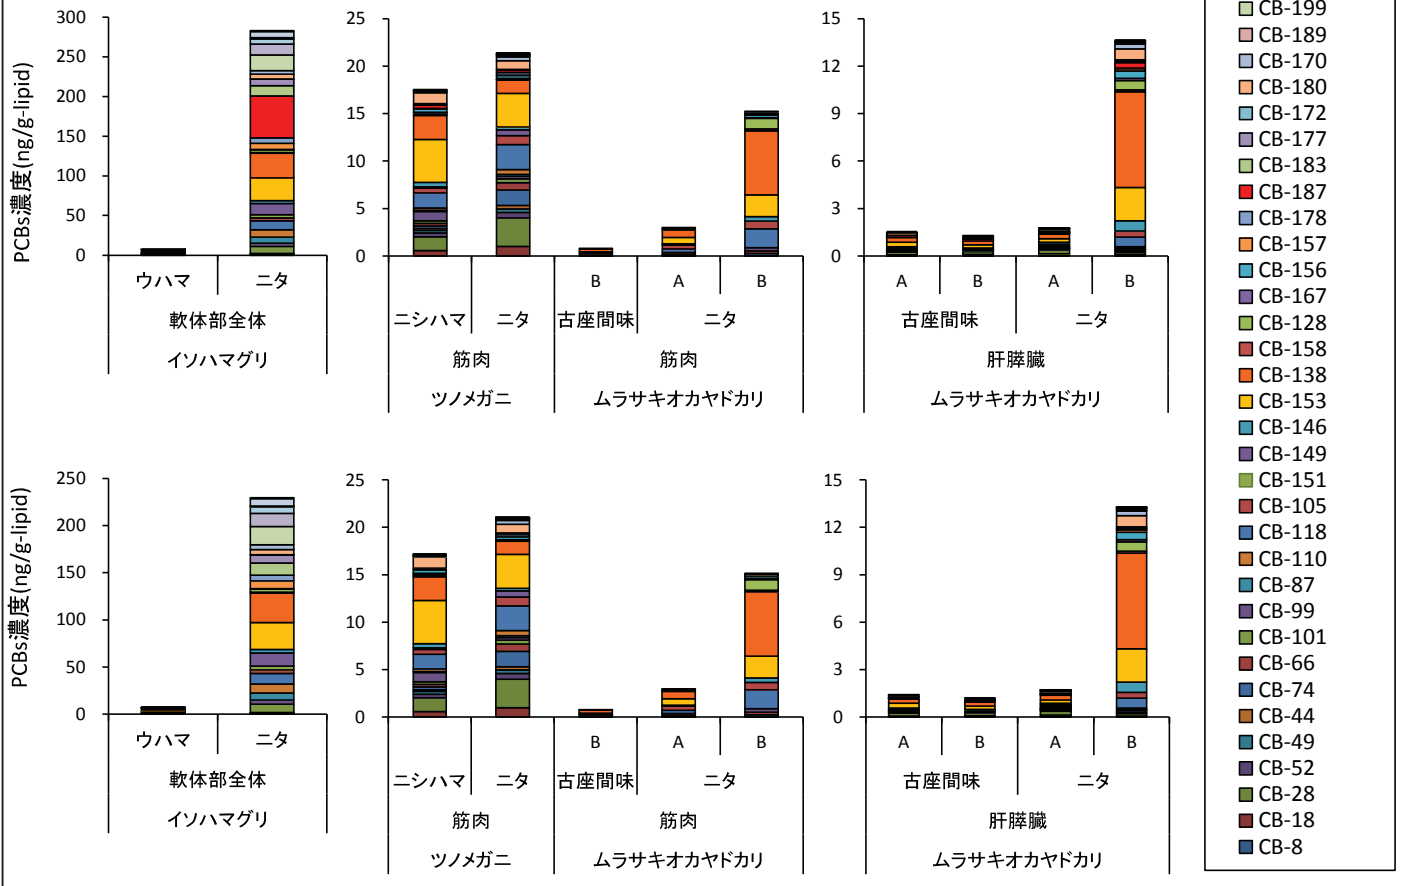 PCBs濃度(ng/g-lipid)
300
250
200
150
100
50
0
ウハマ ニタ
軟体部全体
イソハマグリ
25
20
15
10
5
0
B A B
ニシハマ ニタ 古座間味 ニタ
筋肉 筋肉
ツノメガニ ムラサキオカヤドカリ
15
12
9
6
3
0
A B A B
古座間味 ニタ
肝膵臓
ムラサキオカヤドカリ
PCBs濃度(ng/g-lipid)
250
200
150
100
50
0
ウハマ ニタ
軟体部全体
イソハマグリ
25
20
15
10
5
0
B A B
ニシハマ ニタ 古座間味 ニタ
筋肉 筋肉
ツノメガニ ムラサキオカヤドカリ
15
12
9
6
3
0
A B A B
古座間味 ニタ
肝膵臓
ムラサキオカヤドカリ
CB-199
CB-189
CB-170
CB-180
CB-172
CB-177
CB-183
CB-187
CB-178
CB-157
CB-156
CB-167
CB-128
CB-158
CB-138
CB-153
CB-146
CB-149
CB-151
CB-105
CB-118
CB-110
CB-87
CB-99
CB-101
CB-66
CB-74
CB-44
CB-49
CB-52
CB-28
CB-18
CB-8